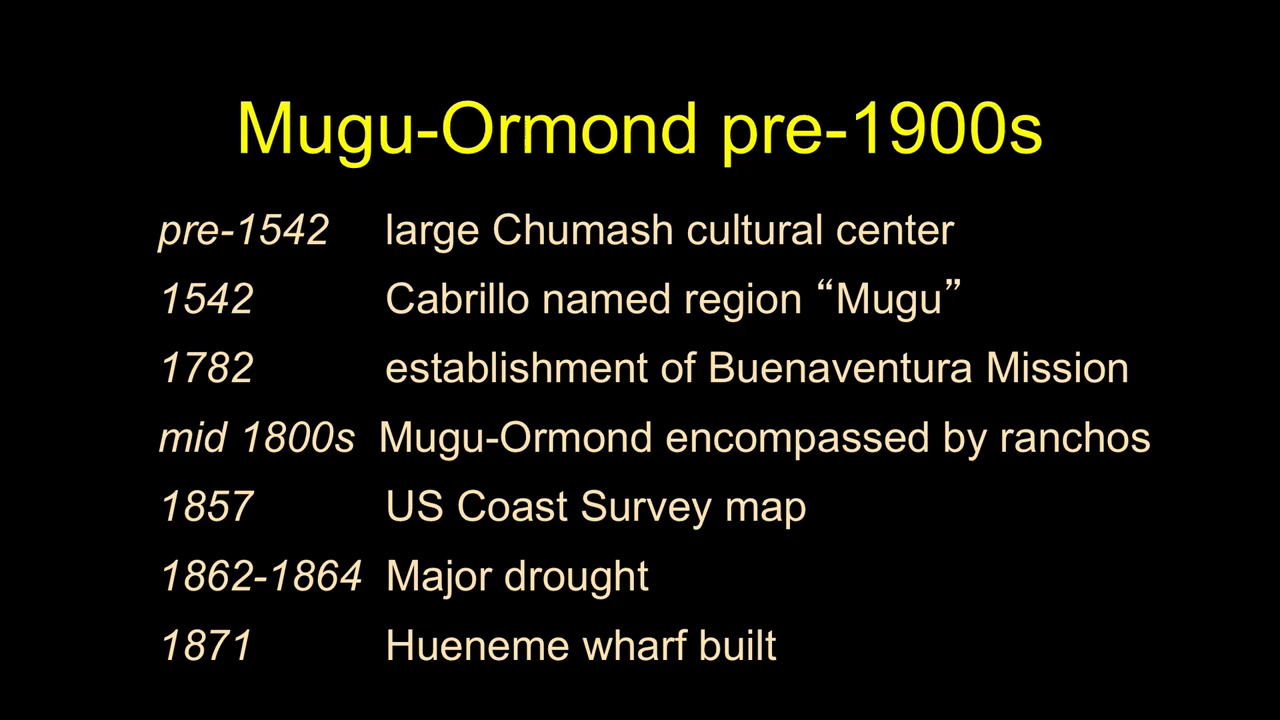 Mugu-Ormond pre-1900s
pre-1542 large Chumash cultural center
1542 Cabrillo named region “Mugu”
1782 establishment of Buenaventura Mission
mid 1800s Mugu-Ormond encompassed by ranchos
1857 US Coast Survey map
1862-1864 Major drought
1871 Hueneme wharf built